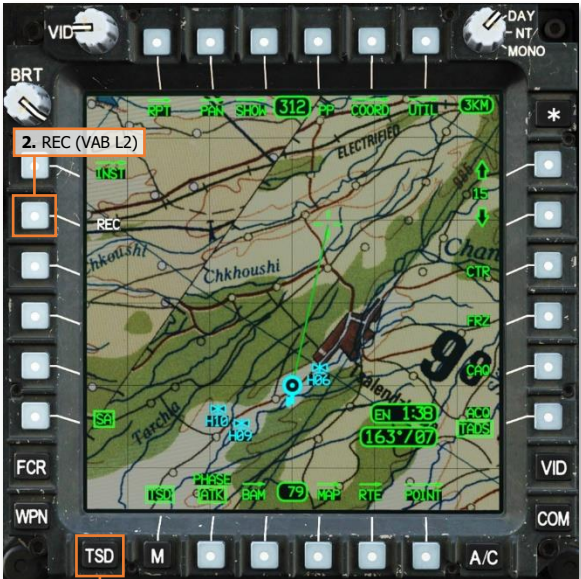 VID
DAY
NT
MONO
BRT
RPT PAN SHOW 312 PP COORD UTIL 3KM
*
2. REC (VAB L2)
INST
ELECTRIFIED
15
REC
Chkhoushi
CTR
FRZ
98
H06
CAQ
H10
H09
Tarchla
SA
EN 1:38
ACQ
TADS
163°/07
FCR
VID
PHASE
TSD ATK BAM 79 MAP RTE POINT
WPN
COM
TSD M A/C